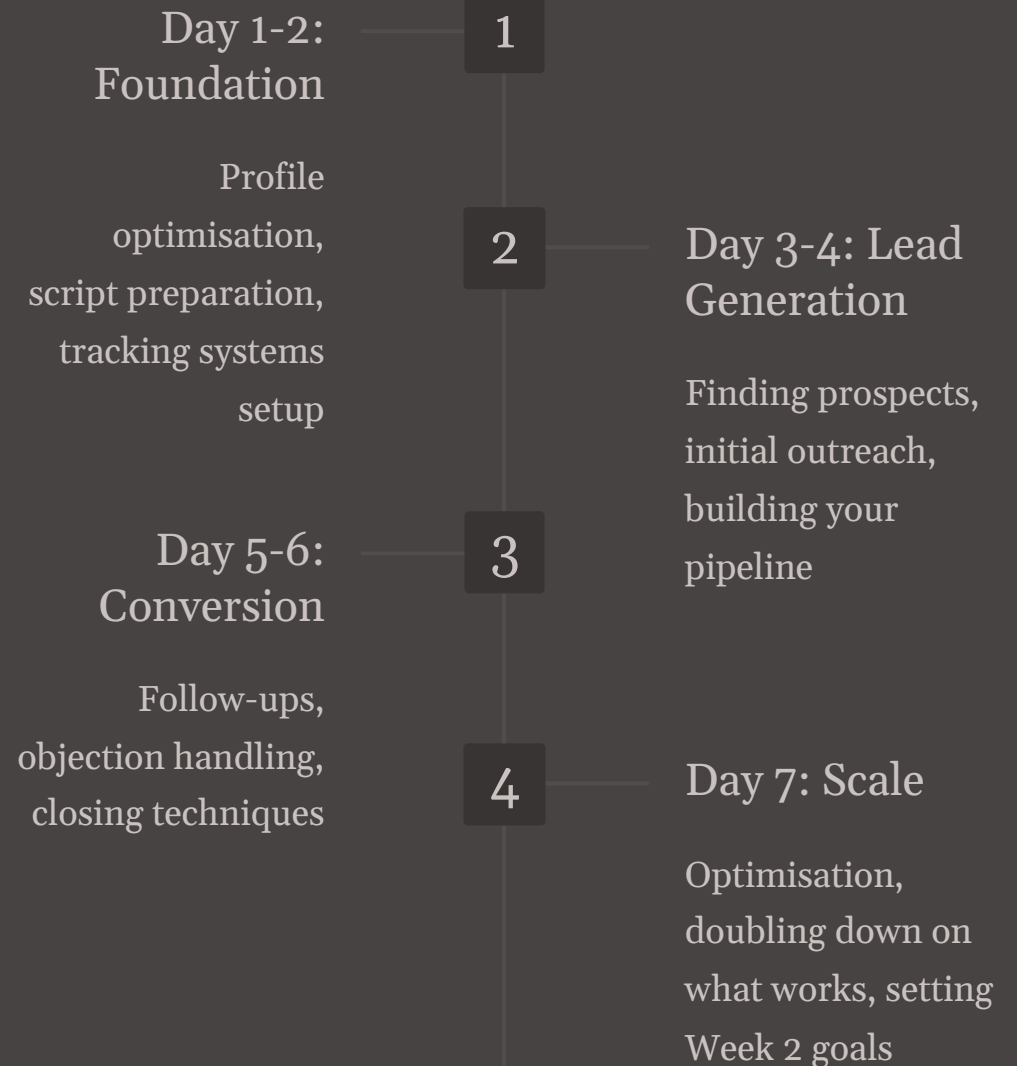 1
Day 1-2:
Foundation
Profile
optimisation,
script preparation,
tracking systems
setup
2
Day 3-4: Lead
Generation
Finding prospects,
initial outreach,
building your
pipeline
3
Day 5-6:
Conversion
Follow-ups,
objection handling,
closing techniques
4
Day 7: Scale
Optimisation,
doubling down on
what works, setting
Week 2 goals